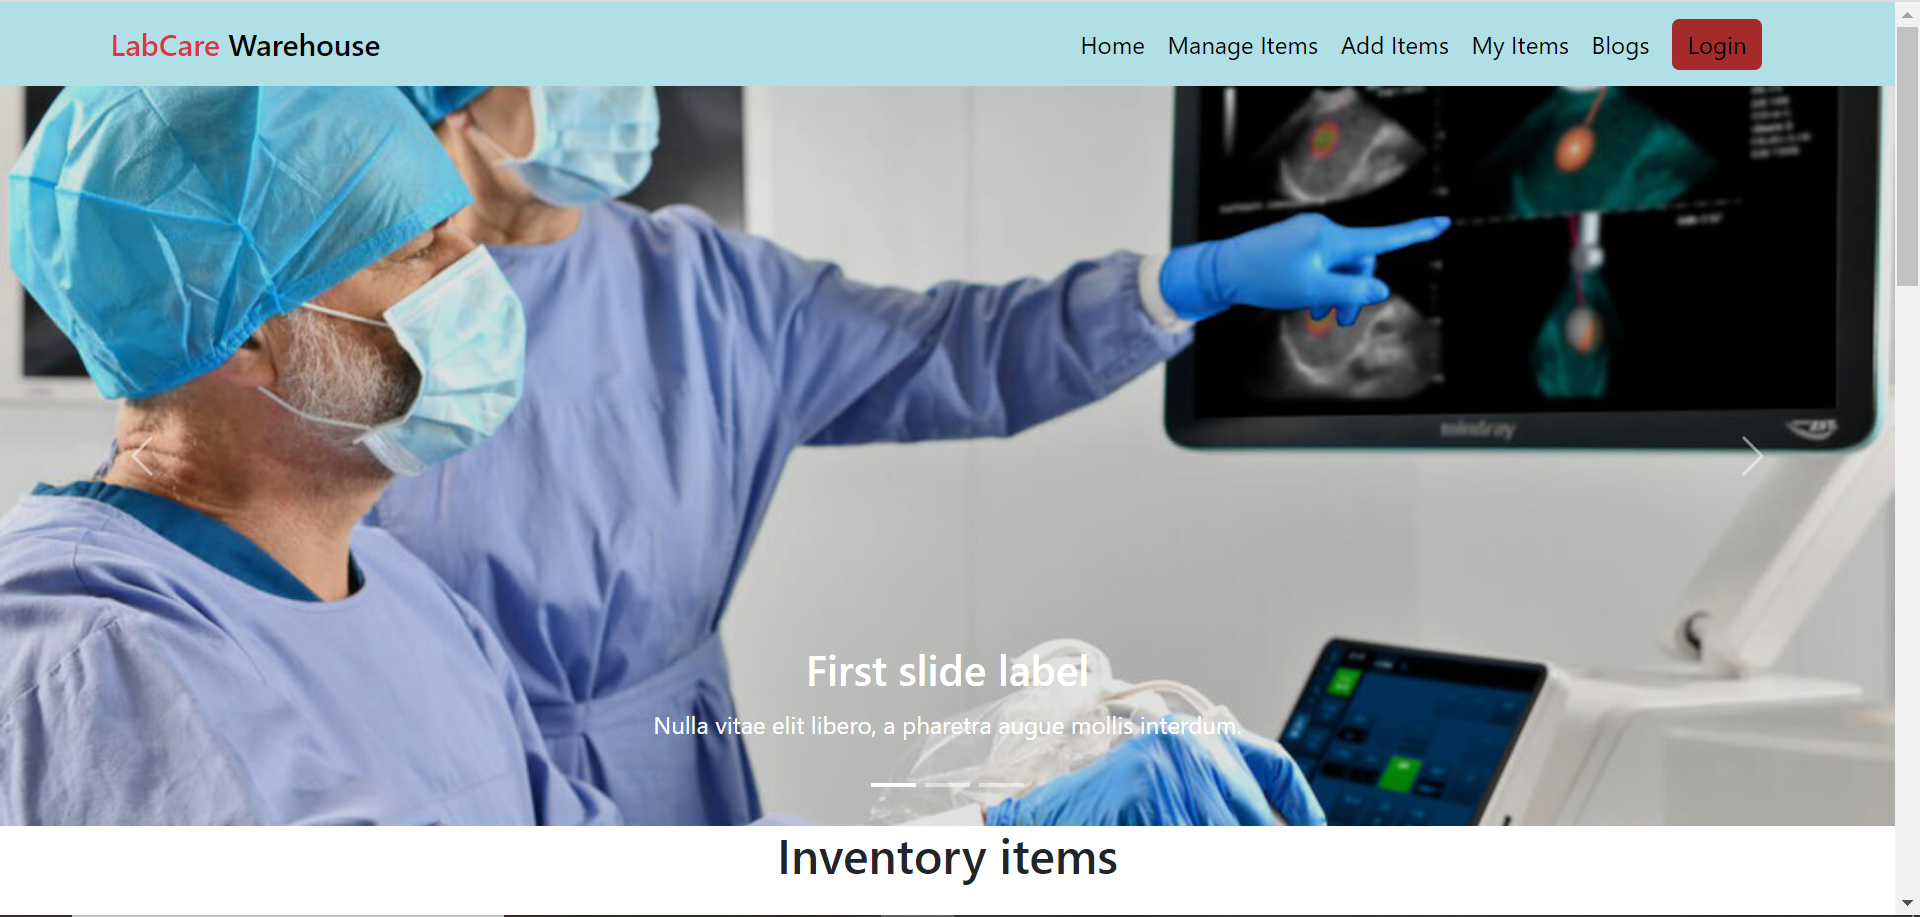 LabCare Warehouse
Home Manage Items Add Items My Items Blogs Login
mindray
First slide label
Nulla vitae elit libero, a pharetra augue mollis interdum.
Inventory items